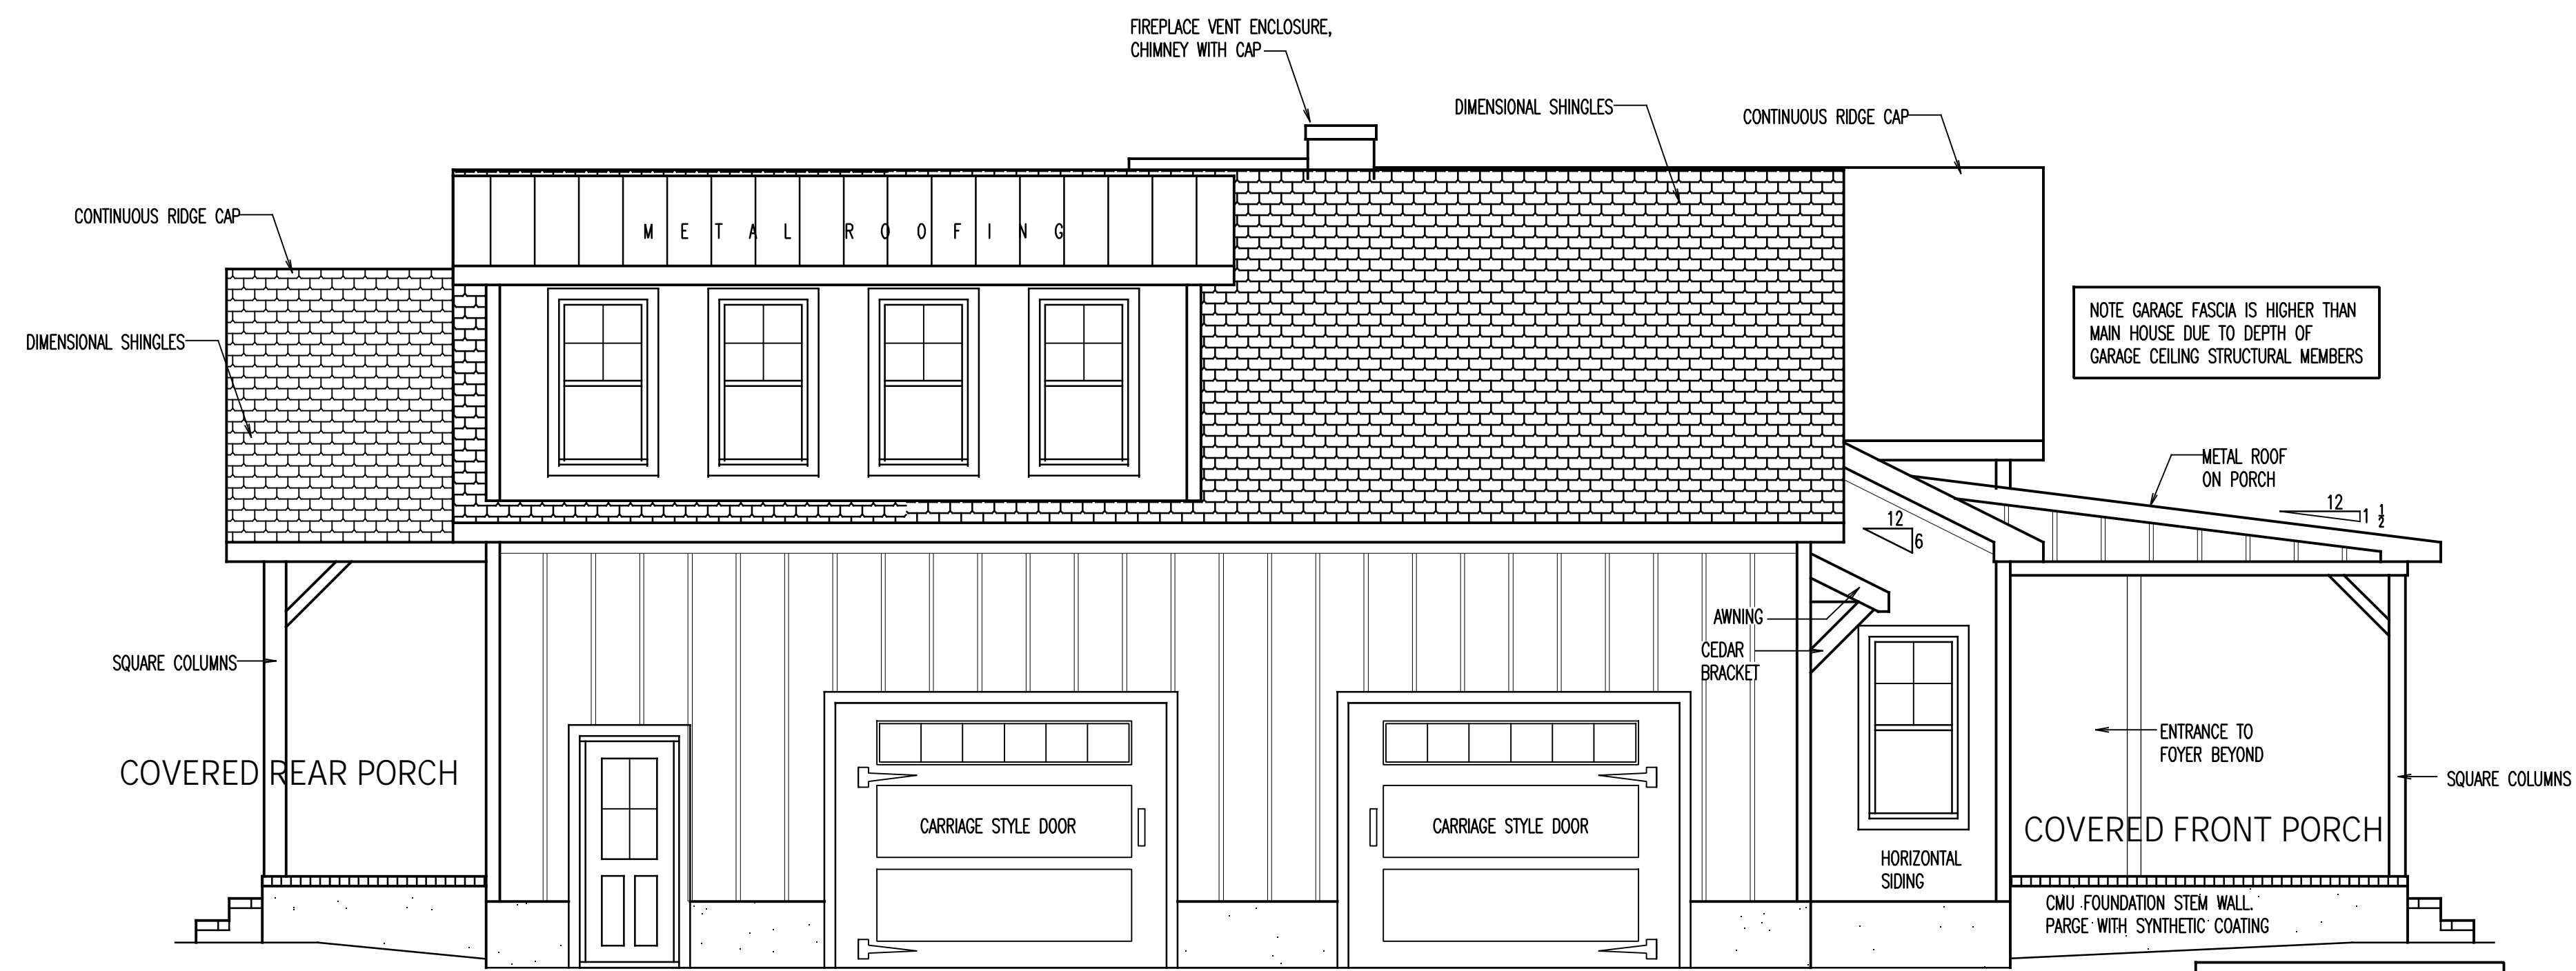 FIREPLACE VENT ENCLOSURE,
CHIMNEY WITH CAP
DIMENSIONAL SHINGLES
CONTINUOUS RIDGE CAP
CONTINUOUS RIDGE CAP
METAL ROOFING
DIMENSIONAL SHINGLES
NOTE GARAGE FASCIA IS HIGHER THAN
MAIN HOUSE DUE TO DEPTH OF
GARAGE CEILING STRUCTURAL MEMBERS
METAL ROOF
ON PORCH
12
1 1/2
12
6
AWNING
CEDAR
BRACKET
SQUARE COLUMNS
ENTRANCE TO
FOYER BEYOND
COVERED REAR PORCH
SQUARE COLUMNS
CARRIAGE STYLE DOOR
CARRIAGE STYLE DOOR
COVERED FRONT PORCH
HORIZONTAL
SIDING
CMU FOUNDATION STEM WALL.
PARGE WITH SYNTHETIC COATING